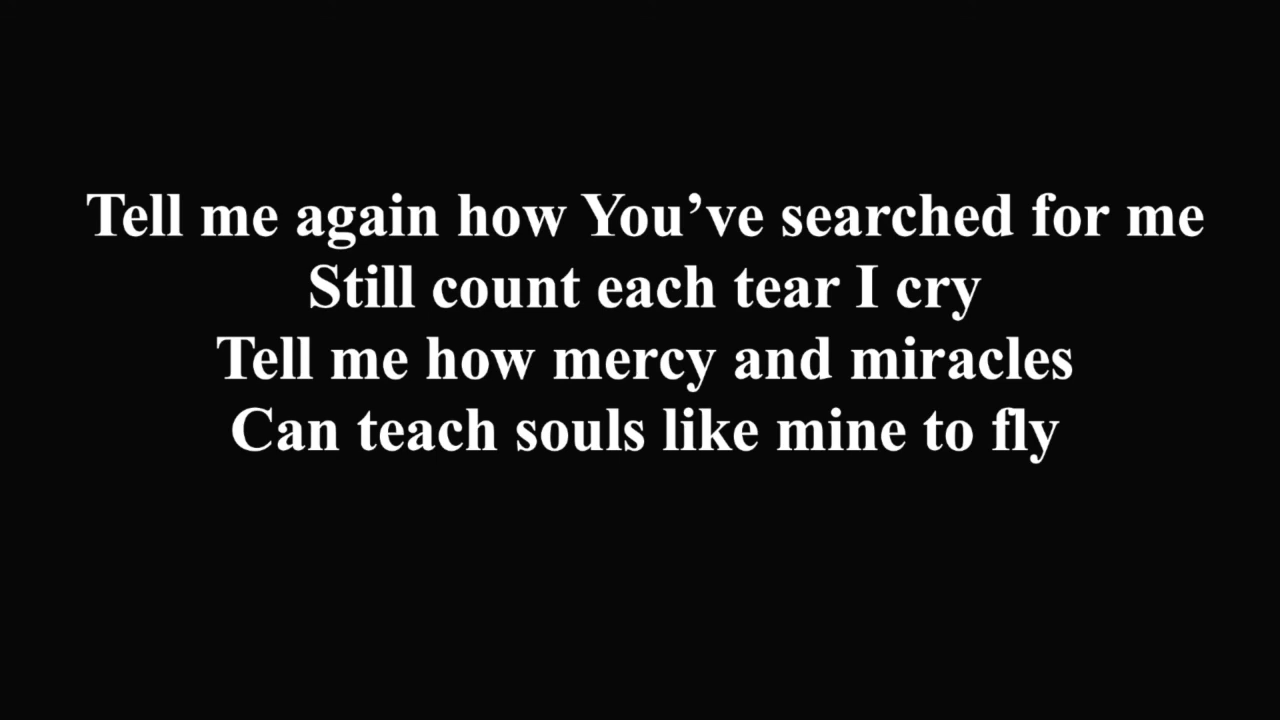 Tell me again how You’ve searched for me
Still count each tear I cry
Tell me how mercy and miracles
Can teach souls like mine to fly